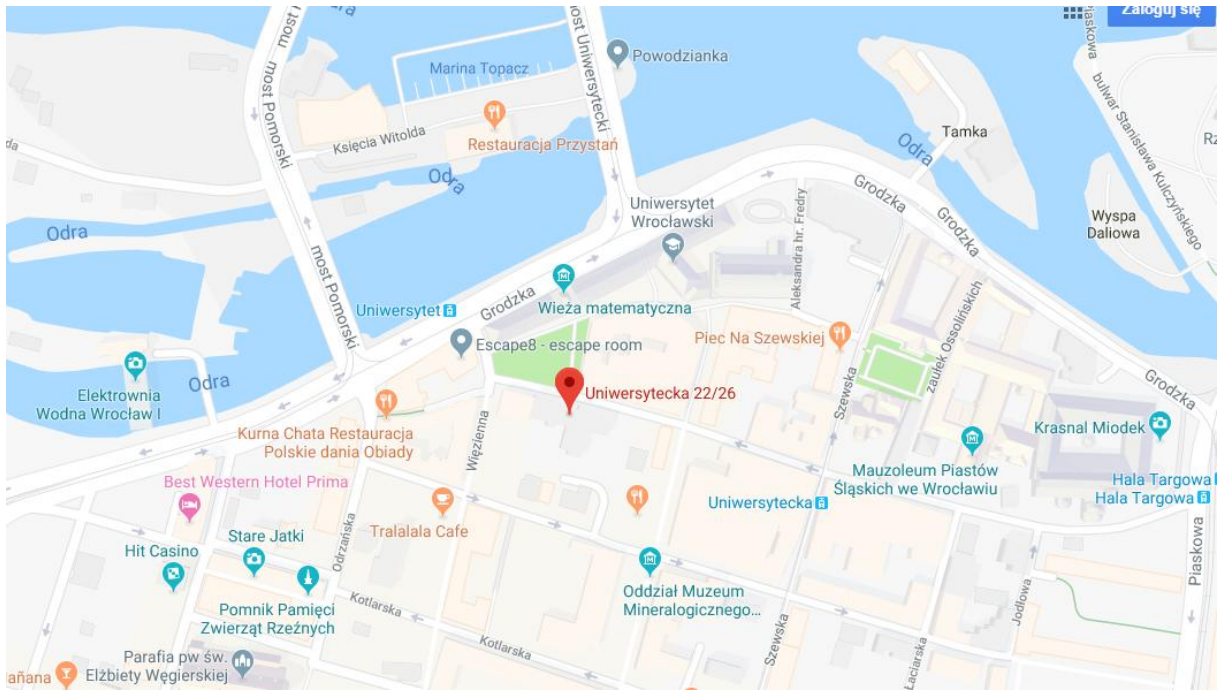 Zaloguj się
most Pomorski
most Uniwersytecki
Piaskowa
Powodzianka
Marina Topacz
bulwar Stanisława Kulczyńskiego
Księcia Witolda
Restauracja Przystań
Tamka
Odra
Odra
Grodzka
Aleksandra hr. Fredry
Uniwersytet
Wrocławski
Grodzka
Wyspa
Daliowa
Odra
most Pomorski
Grodzka
Wieża matematyczna
Uniwersytet
Escape8 - escape room
Piec Na Szewskiej
zaułek Ossolińskich
Odra
Elektrownia
Wodna Wrocław I
Uniwersytecka 22/26
Szewska
Grodzka
Kurna Chata Restauracja
Polskie dania Obiady
Więzienna
Krasnal Miodek
Mauzoleum Piastów
Śląskich we Wrocławiu
Best Western Hotel Prima
Uniwersytecka
Hala Targowa
Hala Targowa
Tralalala Cafe
Stare Jatki
Hit Casino
Odrzańska
Piaskowa
Pomnik Pamięci
Zwierząt Rzeźnych
Kotlarska
Oddział Muzeum
Mineralogicznego...
Jodłowa
Kotlarska
Szewska
Łaciarska
Parafia pw św.
Elżbiety Węgierskiej